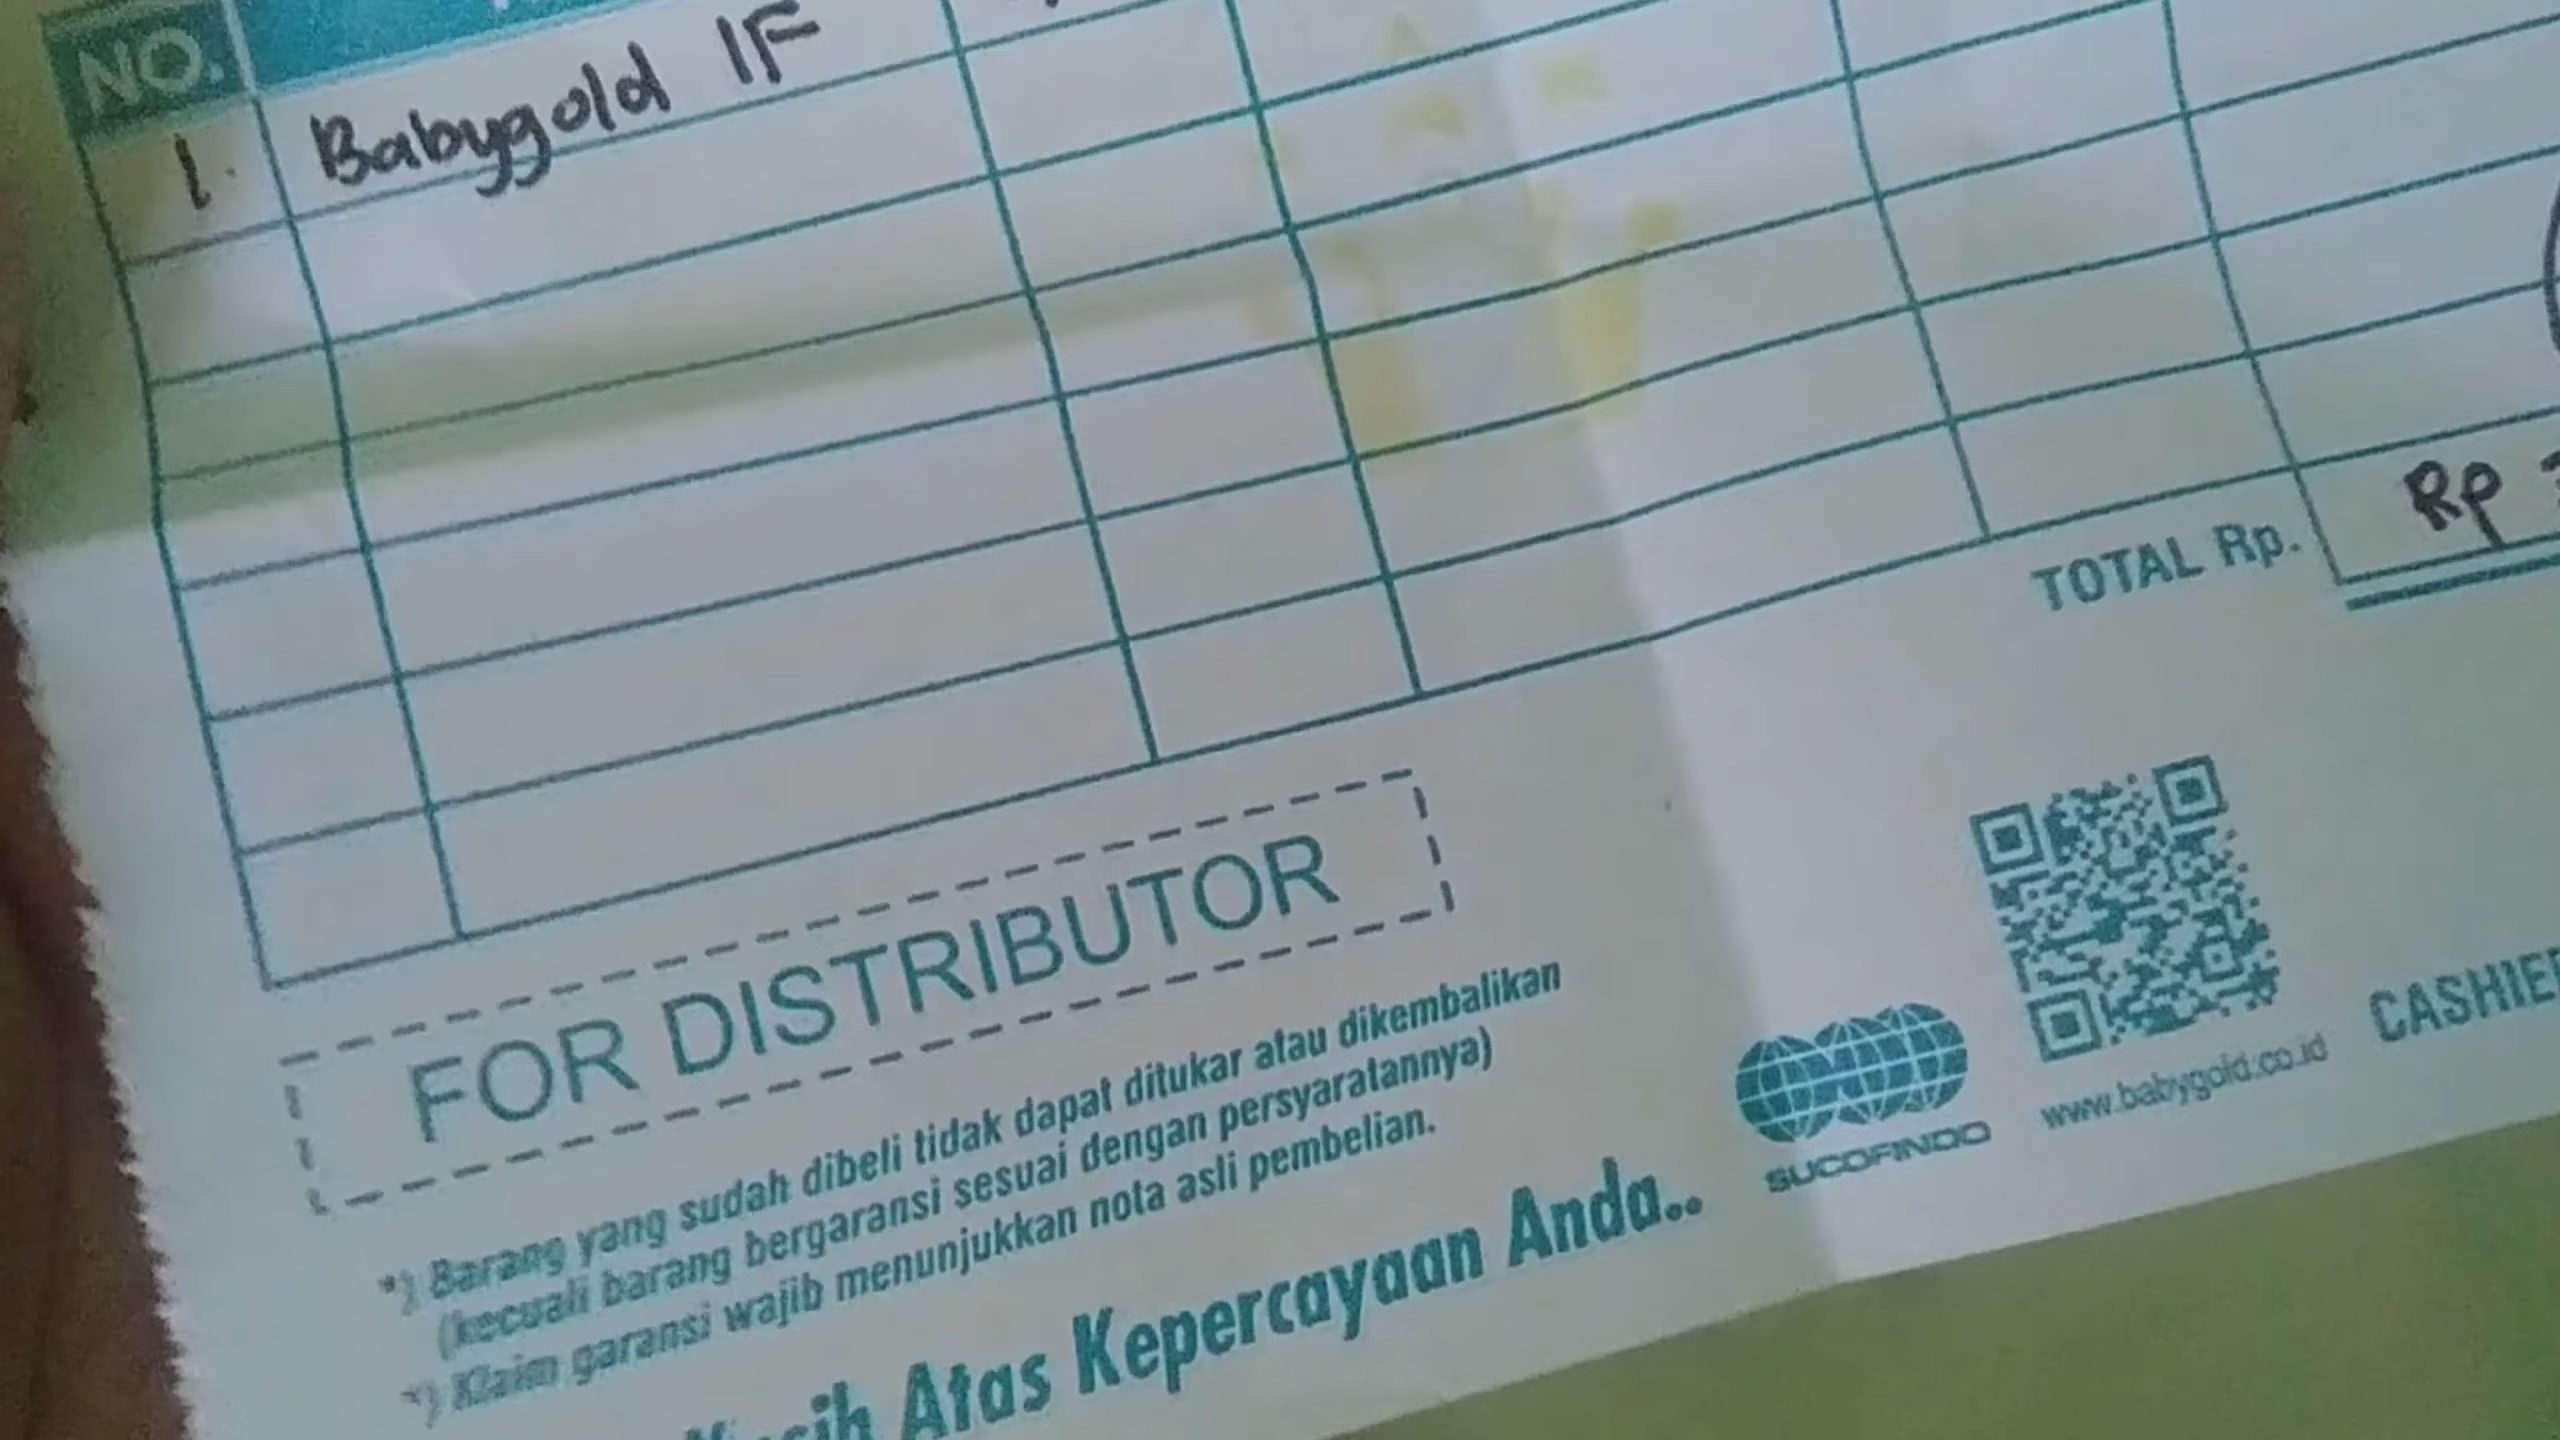 NO.
1. Babygold IF
TOTAL Rp. Rp
FOR DISTRIBUTOR
*) Barang yang sudah dibeli tidak dapat ditukar atau dikembalikan
(kecuali barang bergaransi sesuai dengan persyaratannya)
*) Klaim garansi wajib menunjukkan nota asli pembelian.
Atas Kepercayaan Anda..
SUCOFINDO
www.babygold.co.id
CASHIER